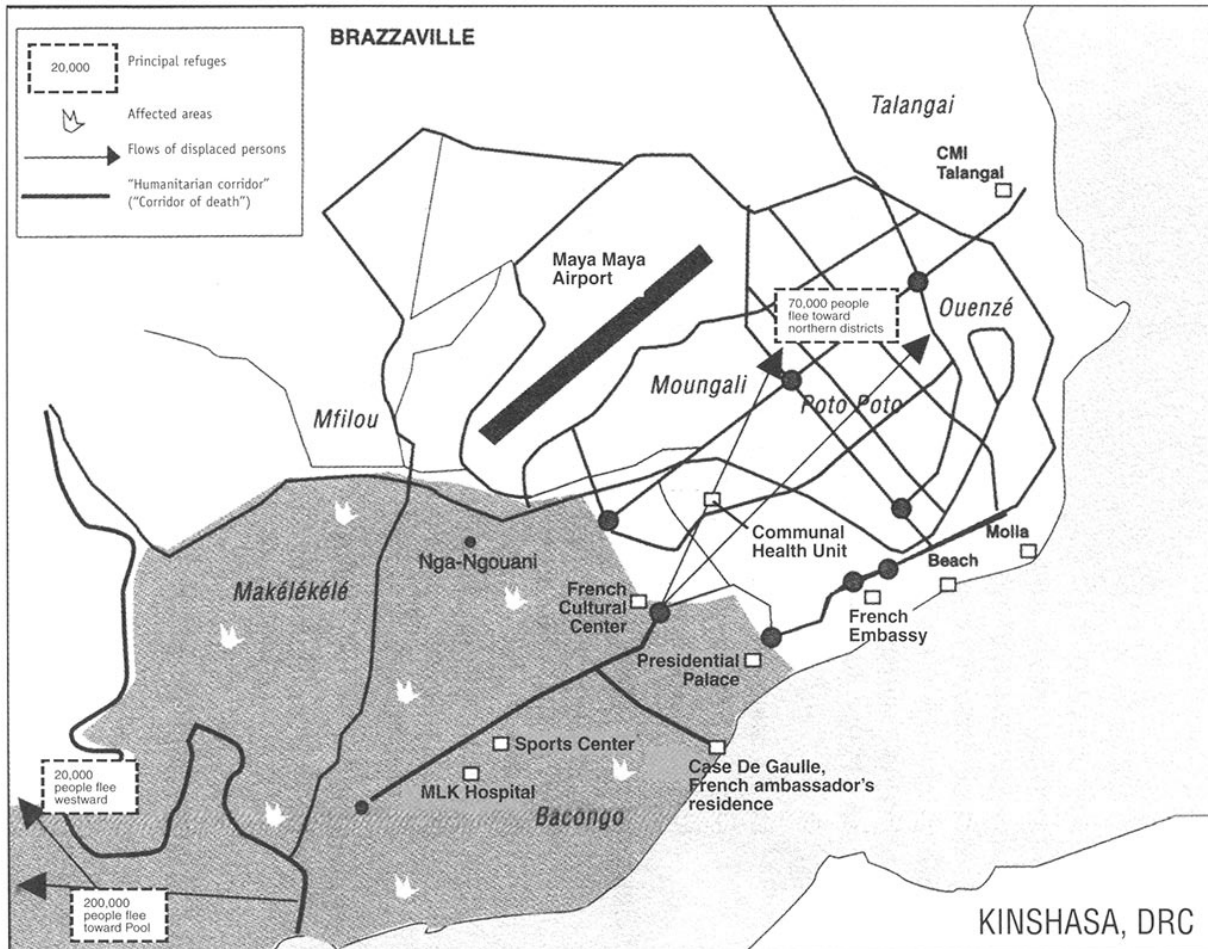 BRAZZAVILLE
20,000
Principal refuges
Affected areas
Flows of displaced persons
"Humanitarian corridor"
("Corridor of death")
Talangai
CMI
Talangal
Maya Maya
Airport
70,000 people
flee toward
northern districts
Ouenzé
Moungali
Poto Poto
Mfilou
Communal
Health Unit
Molla
Beach
Nga-Ngouani
Makélékélé
French
Cultural
Center
French
Embassy
Presidential
Palace
Sports Center
MLK Hospital
Case De Gaulle,
French ambassador's
residence
20,000
people flee
westward
Bacongo
200,000
people flee
toward Pool
KINSHASA, DRC